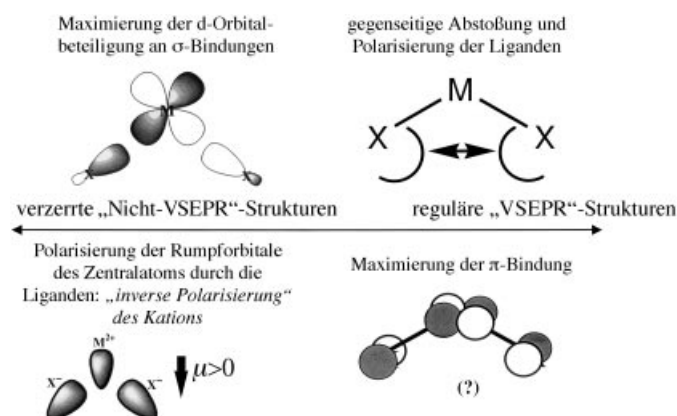 Maximierung der d-Orbital-
beteiligung an σ-Bindungen
M
X
X
gegenseitige Abstoßung und
Polarisierung der Liganden
M
X
X
verzerrte „Nicht-VSEPR“-Strukturen
reguläre „VSEPR“-Strukturen
Polarisierung der Rumpforbitale
des Zentralatoms durch die
Liganden: „inverse Polarisierung“
des Kations
M²⁺
X⁻
X⁻
μ>0
Maximierung der π-Bindung
(?)